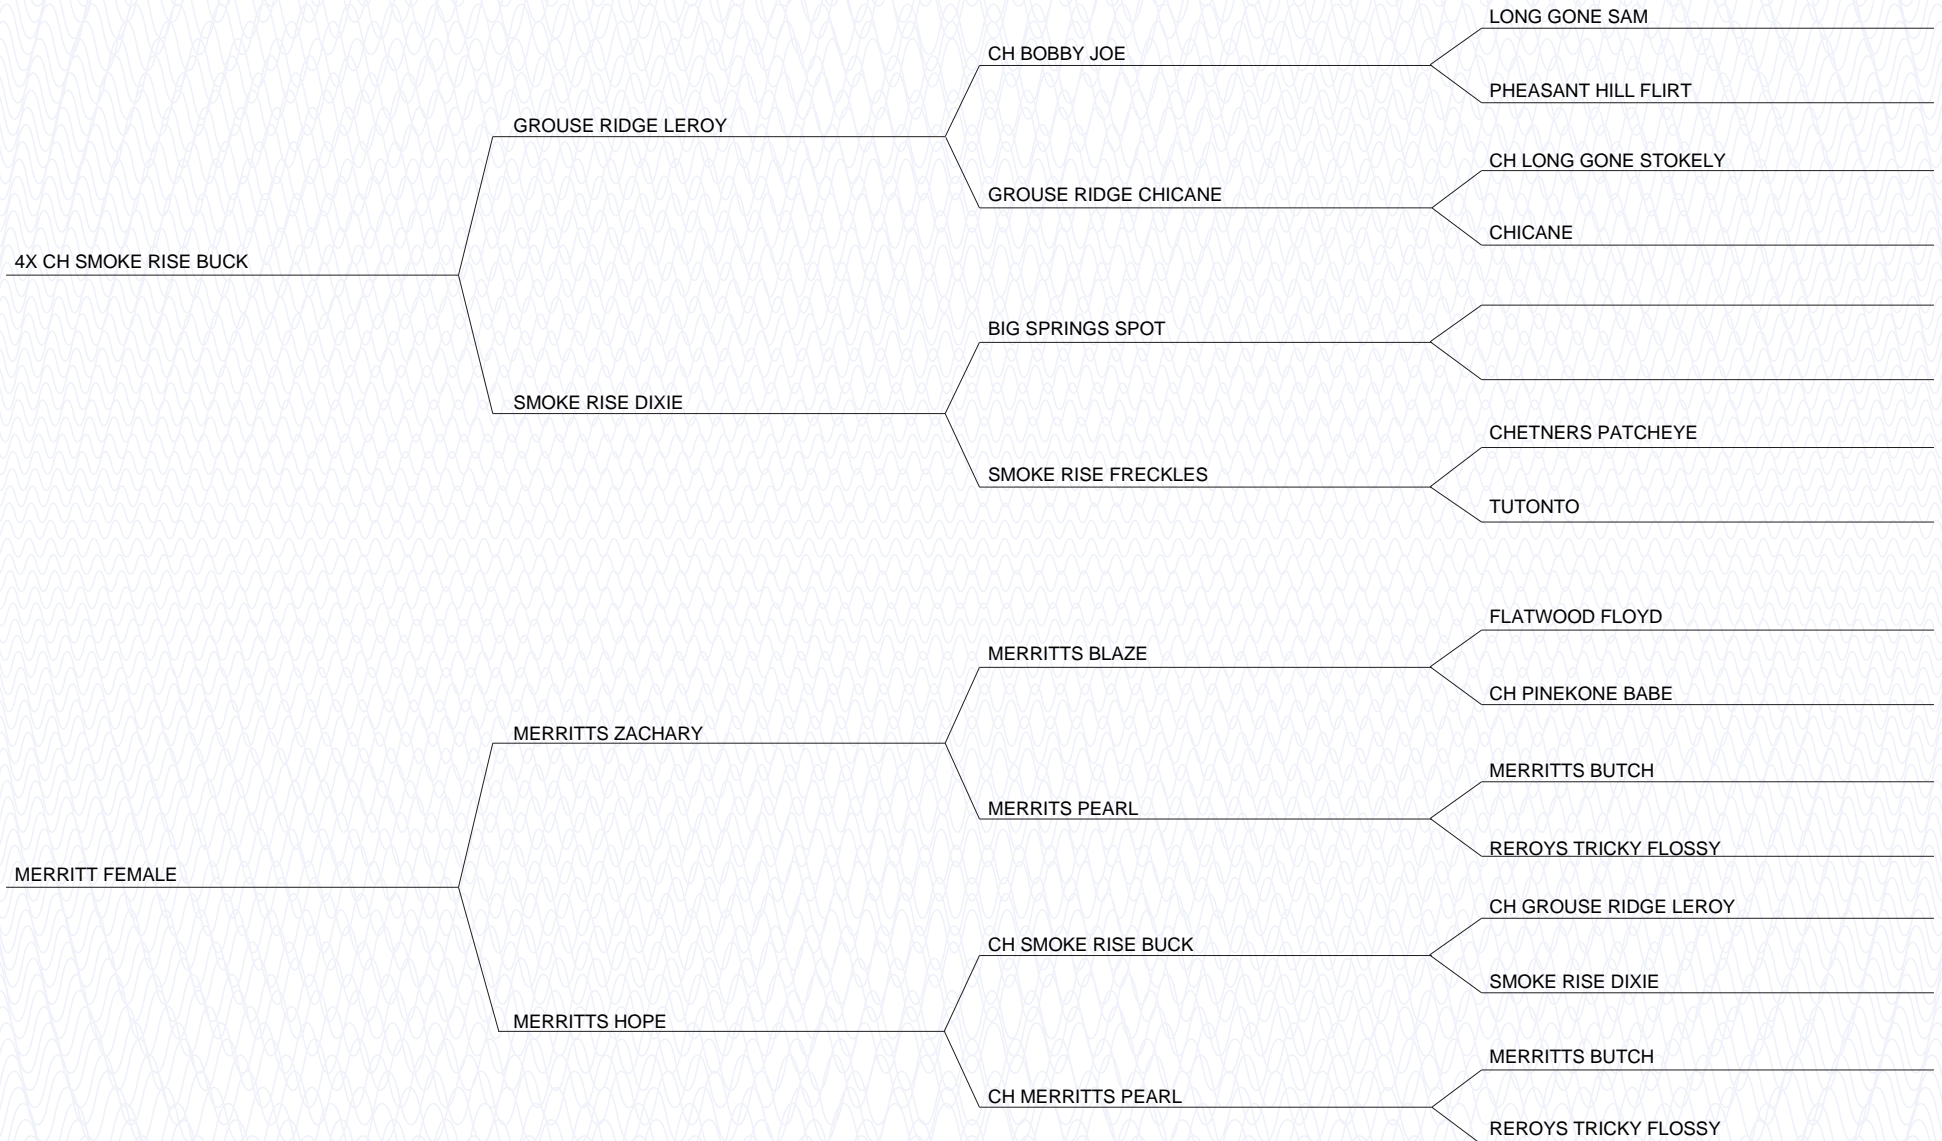 LONG GONE SAM
CH BOBBY JOE
PHEASANT HILL FLIRT
GROUSE RIDGE LEROY
CH LONG GONE STOKELY
GROUSE RIDGE CHICANE
CHICANE
4X CH SMOKE RISE BUCK
BIG SPRINGS SPOT
SMOKE RISE DIXIE
CHETNERS PATCHEYE
SMOKE RISE FRECKLES
TUTONTO
FLATWOOD FLOYD
MERRITTS BLAZE
CH PINEKONE BABE
MERRITTS ZACHARY
MERRITTS BUTCH
MERRITS PEARL
REROYS TRICKY FLOSSY
MERRITT FEMALE
CH GROUSE RIDGE LEROY
CH SMOKE RISE BUCK
SMOKE RISE DIXIE
MERRITTS HOPE
MERRITTS BUTCH
CH MERRITTS PEARL
REROYS TRICKY FLOSSY